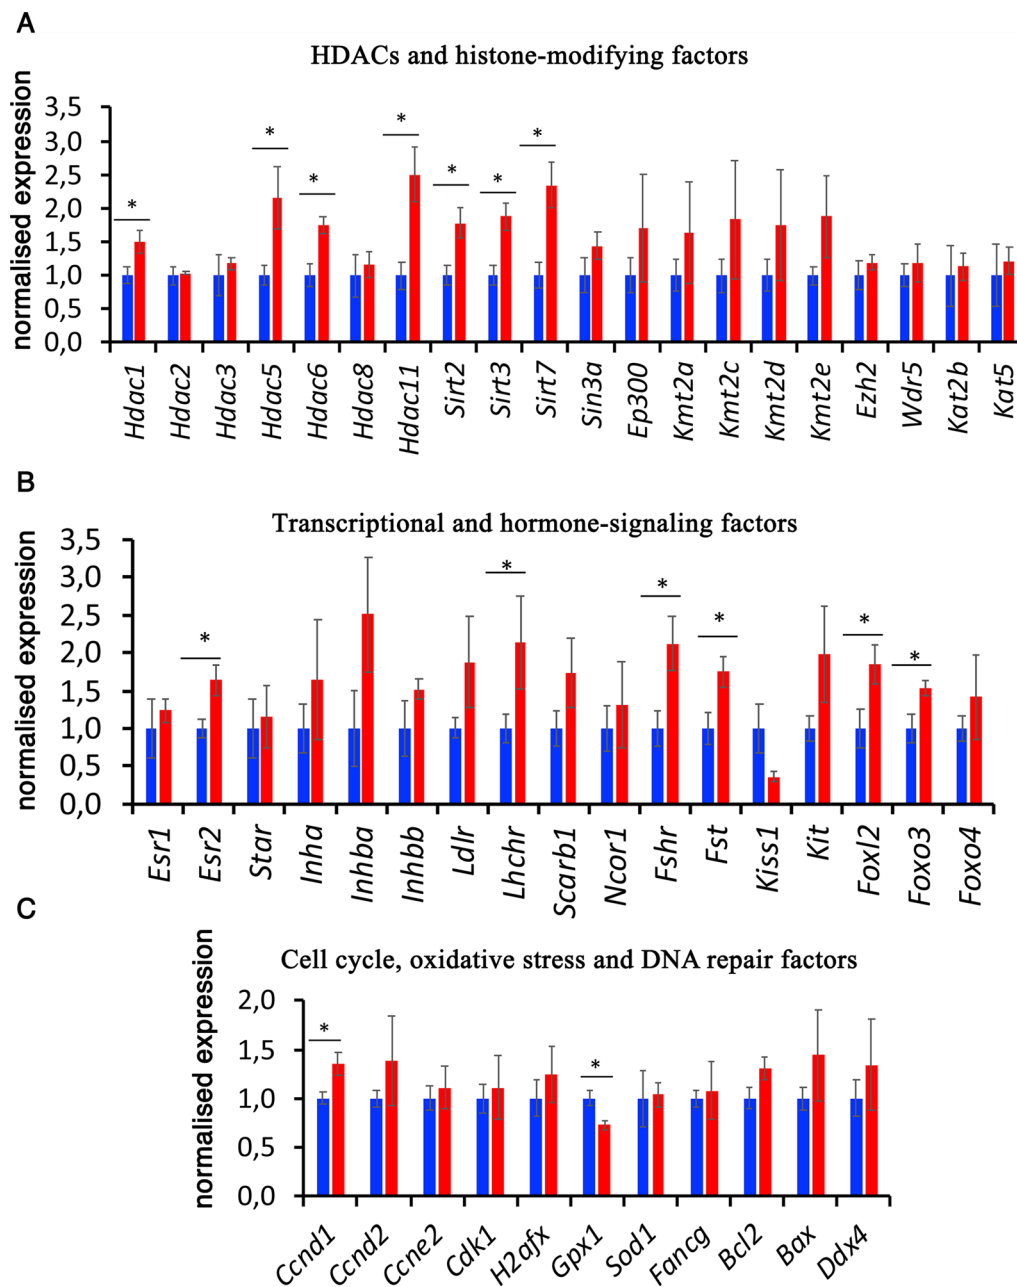 A
HDACs and histone-modifying factors
normalised expression
3,5
3,0
2,5
2,0
1,5
1,0
0,5
0,0
* * * * * * *
Hdac1 Hdac2 Hdac3 Hdac5 Hdac6 Hdac8 Hdac11 Sirt2 Sirt3 Sirt7 Sin3a Ep300 Kmt2a Kmt2c Kmt2d Kmt2e Ezh2 Wdr5 Kat2b Kat5
B
Transcriptional and hormone-signaling factors
normalised expression
3,5
3,0
2,5
2,0
1,5
1,0
0,5
0,0
* * * * * *
Esr1 Esr2 Star Inha Inhba Inhbb Ldlr Lhchr Scarb1 Ncor1 Fshr Fst Kiss1 Kit Foxl2 Foxo3 Foxo4
C
Cell cycle, oxidative stress and DNA repair factors
normalised expression
2,0
1,5
1,0
0,5
0,0
* *
Ccnd1 Ccnd2 Ccne2 Cdk1 H2afx Gpx1 Sod1 Fancg Bcl2 Bax Ddx4